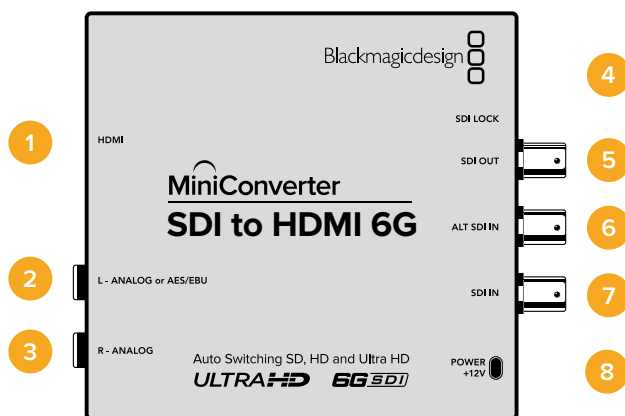 Blackmagicdesign
4
SDI LOCK
1
HDMI
SDI OUT
5
MiniConverter
SDI to HDMI 6G
ALT SDI IN
6
2
L - ANALOG or AES/EBU
SDI IN
7
3
R - ANALOG
Auto Switching SD, HD and Ultra HD
ULTRA HD 6G SDI
POWER
+12V
8